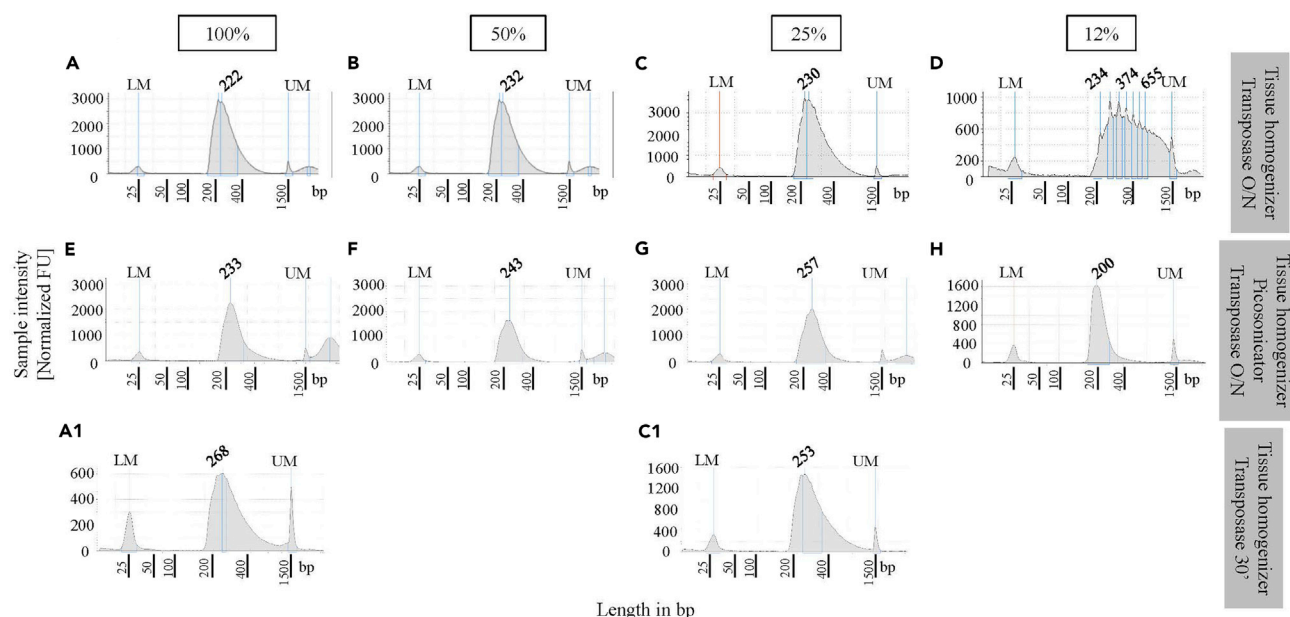 100% 50% 25% 12%
A B C D
LM 222 UM LM 232 UM LM 230 UM LM 234 374 655 UM
3000 3000 3000 1000
2000 2000 2000 600
1000 1000 1000 200
0 0 0 0
25 50 100 200 400 1500 bp 25 50 100 200 400 1500 bp 25 50 100 200 400 1500 bp 25 50 100 200 500 1500 bp
Tissue homogenizer
Transposase O/N
E F G H
LM 233 UM LM 243 UM LM 257 UM LM 200 UM
3000 3000 3000 1600
2000 2000 2000 1200
1000 1000 1000 800
400
0 0 0 0
25 50 100 200 400 1500 bp 25 50 100 200 400 1500 bp 25 50 100 200 400 1500 bp 25 50 100 200 400 1500 bp
Tissue homogenizer
Picosonicator
Transposase O/N
Sample intensity
[Normalized FU]
A1 C1
LM 268 UM LM 253 UM
600 1600
400 1200
200 800
400
0 0
25 50 100 200 400 1500 bp 25 50 100 200 400 1500 bp
Tissue homogenizer
Transposase 30’
Length in bp